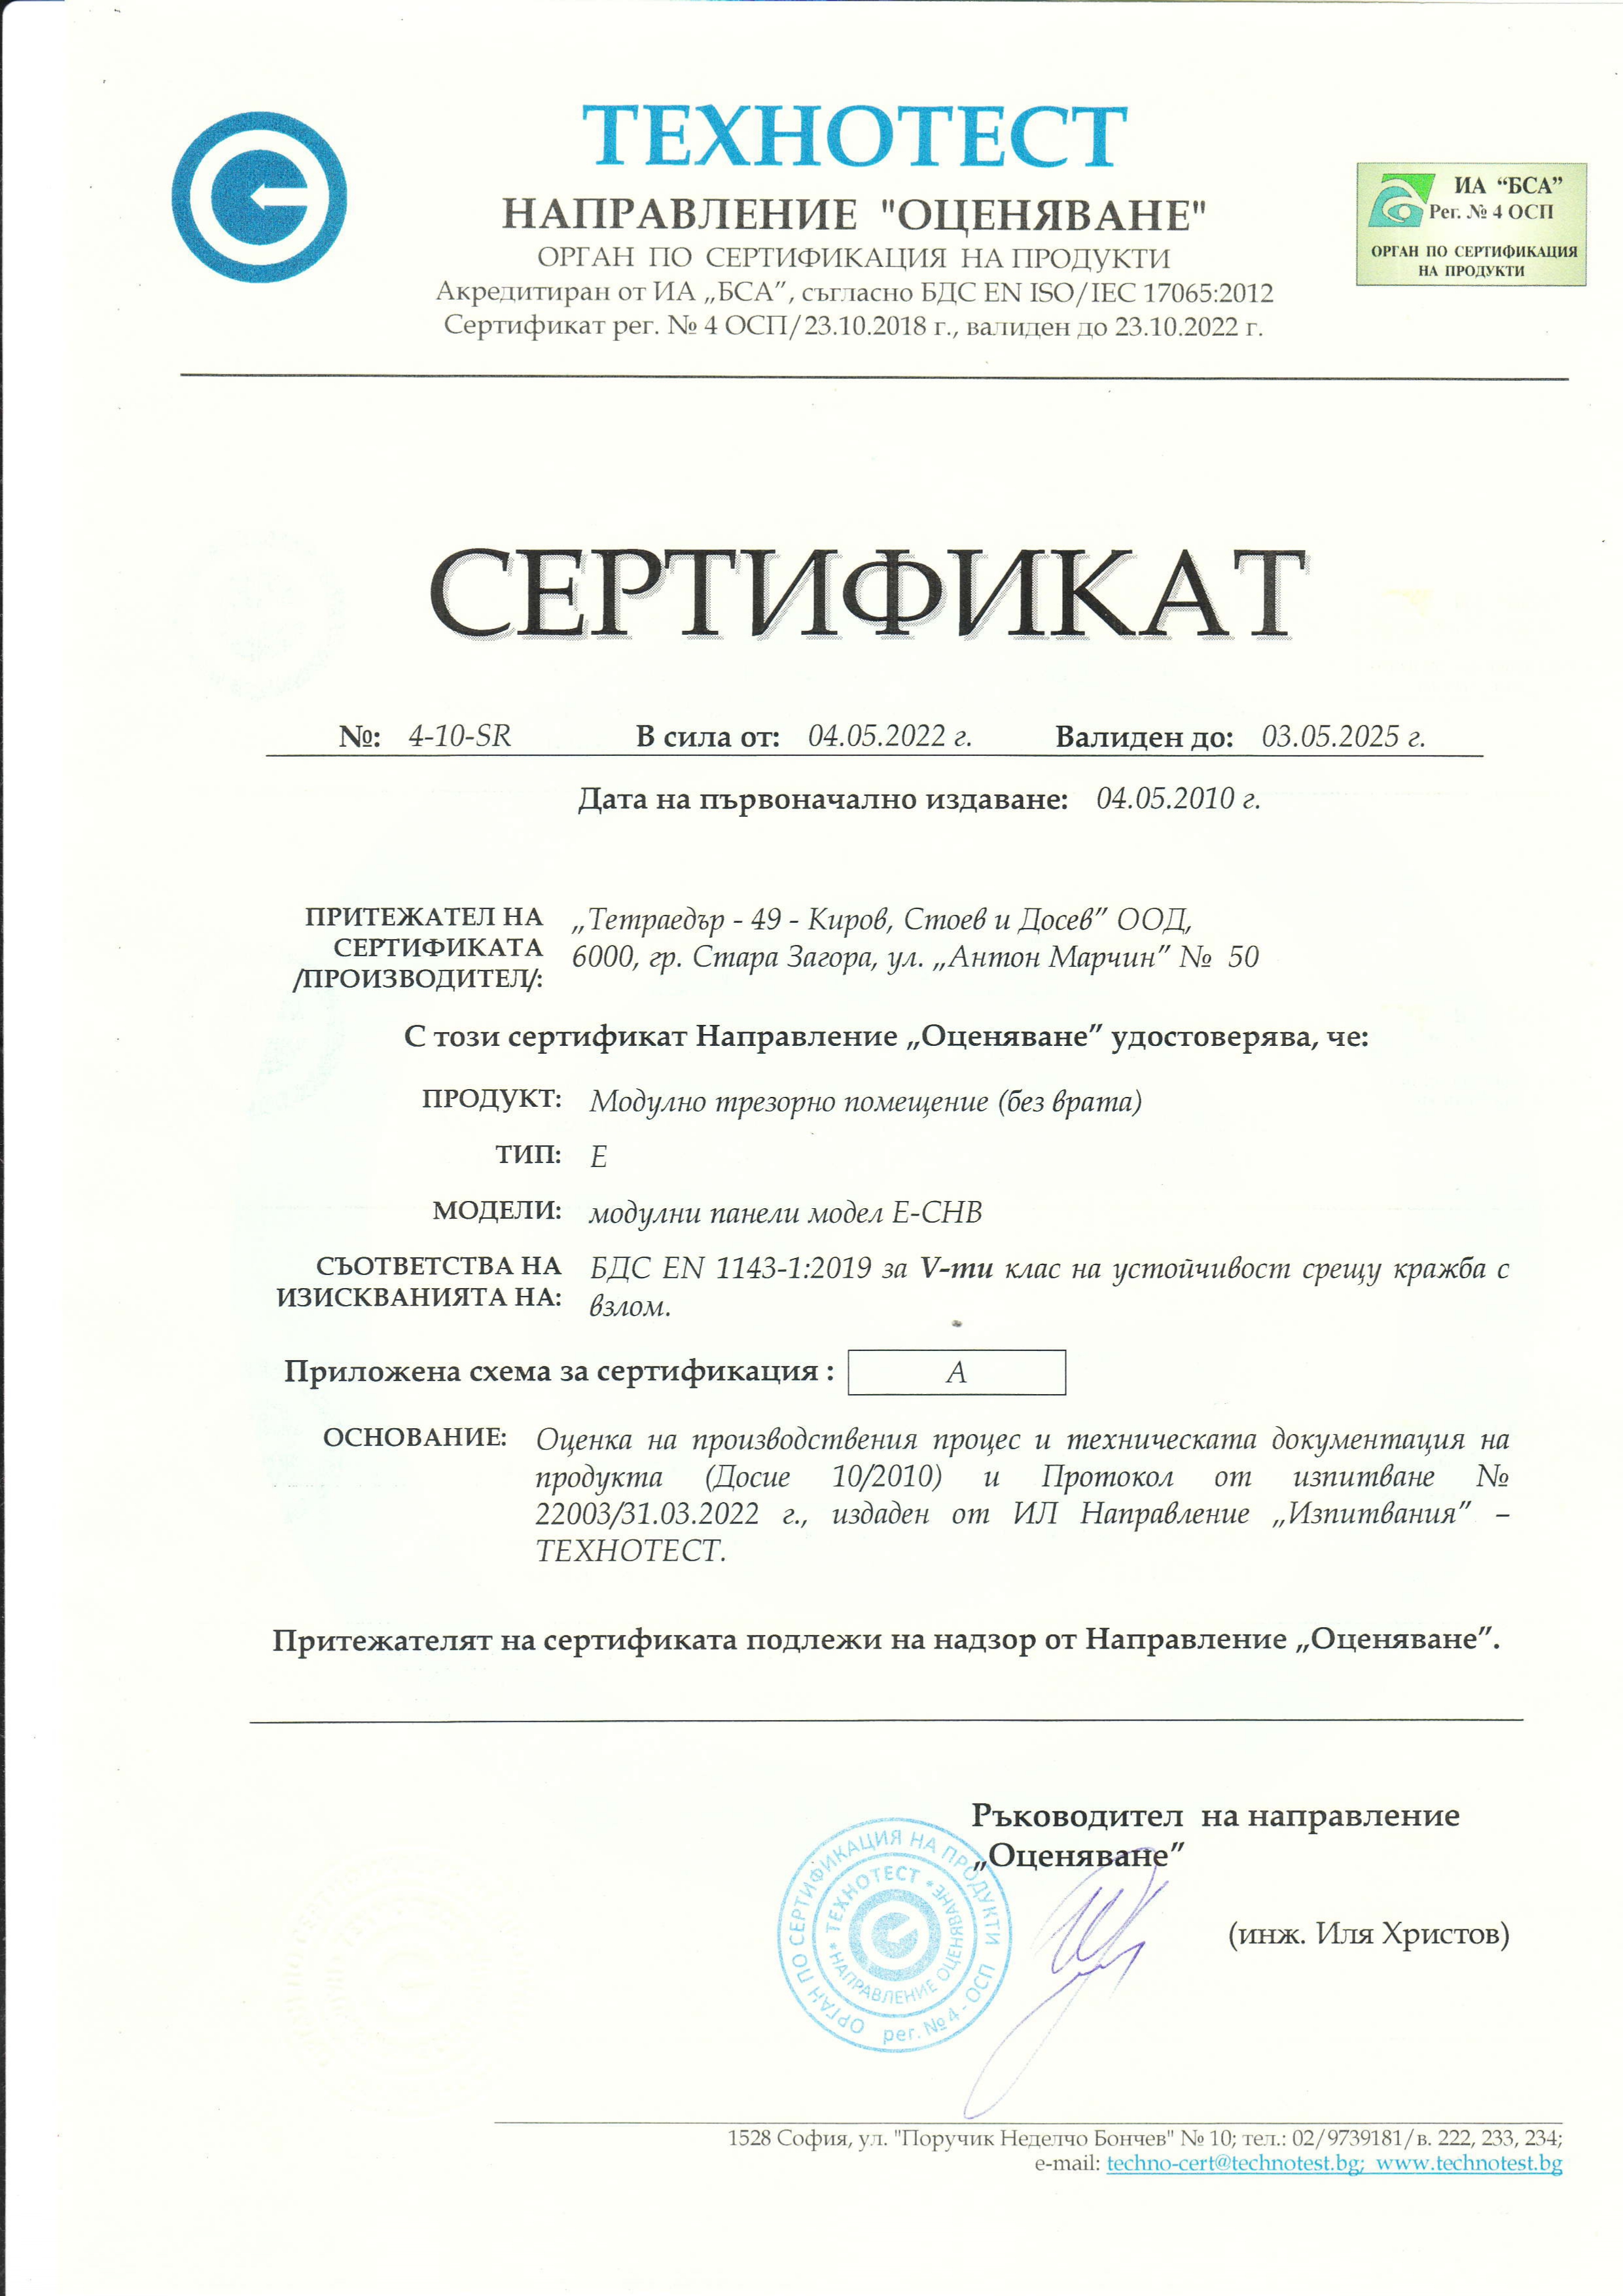 ТЕХНОТЕСТ
НАПРАВЛЕНИЕ "ОЦЕНЯВАНЕ"
ОРГАН ПО СЕРТИФИКАЦИЯ НА ПРОДУКТИ
Акредитиран от ИА „БСА”, съгласно БДС EN ISO/IEC 17065:2012
Сертификат рег. № 4 ОСП/23.10.2018 г., валиден до 23.10.2022 г.
ИА “БСА”
Рег. № 4 ОСП
ОРГАН ПО СЕРТИФИКАЦИЯ
НА ПРОДУКТИ
СЕРТИФИКАТ
№: 4-10-SR В сила от: 04.05.2022 г. Валиден до: 03.05.2025 г.
Дата на първоначално издаване: 04.05.2010 г.
ПРИТЕЖАТЕЛ НА
СЕРТИФИКАТА
/ПРОИЗВОДИТЕЛ/:
„Тетраедър - 49 - Киров, Стоев и Досев” ООД,
6000, гр. Стара Загора, ул. „Антон Марчин” № 50
С този сертификат Направление „Оценяване” удостоверява, че:
ПРОДУКТ: Модулно трезорно помещение (без врата)
ТИП: Е
МОДЕЛИ: модулни панели модел Е-СНВ
СЪОТВЕТСТВА НА
ИЗИСКВАНИЯТА НА:
БДС EN 1143-1:2019 за V-ти клас на устойчивост срещу кражба с
взлом.
Приложена схема за сертификация : А
ОСНОВАНИЕ: Оценка на производствения процес и техническата документация на
продукта (Досие 10/2010) и Протокол от изпитване №
22003/31.03.2022 г., издаден от ИЛ Направление „Изпитвания” –
ТЕХНОТЕСТ.
Притежателят на сертификата подлежи на надзор от Направление „Оценяване”.
Ръководител на направление
„Оценяване”
(инж. Иля Христов)
ОРГАН ПО СЕРТИФИКАЦИЯ НА ПРОДУКТИ
рег. № 4 - ОСП
* ТЕХНОТЕСТ *
НАПРАВЛЕНИЕ ОЦЕНЯВАНЕ
1528 София, ул. "Поручик Неделчо Бончев" № 10; тел.: 02/9739181/в. 222, 233, 234;
e-mail: techno-cert@technotest.bg; www.technotest.bg